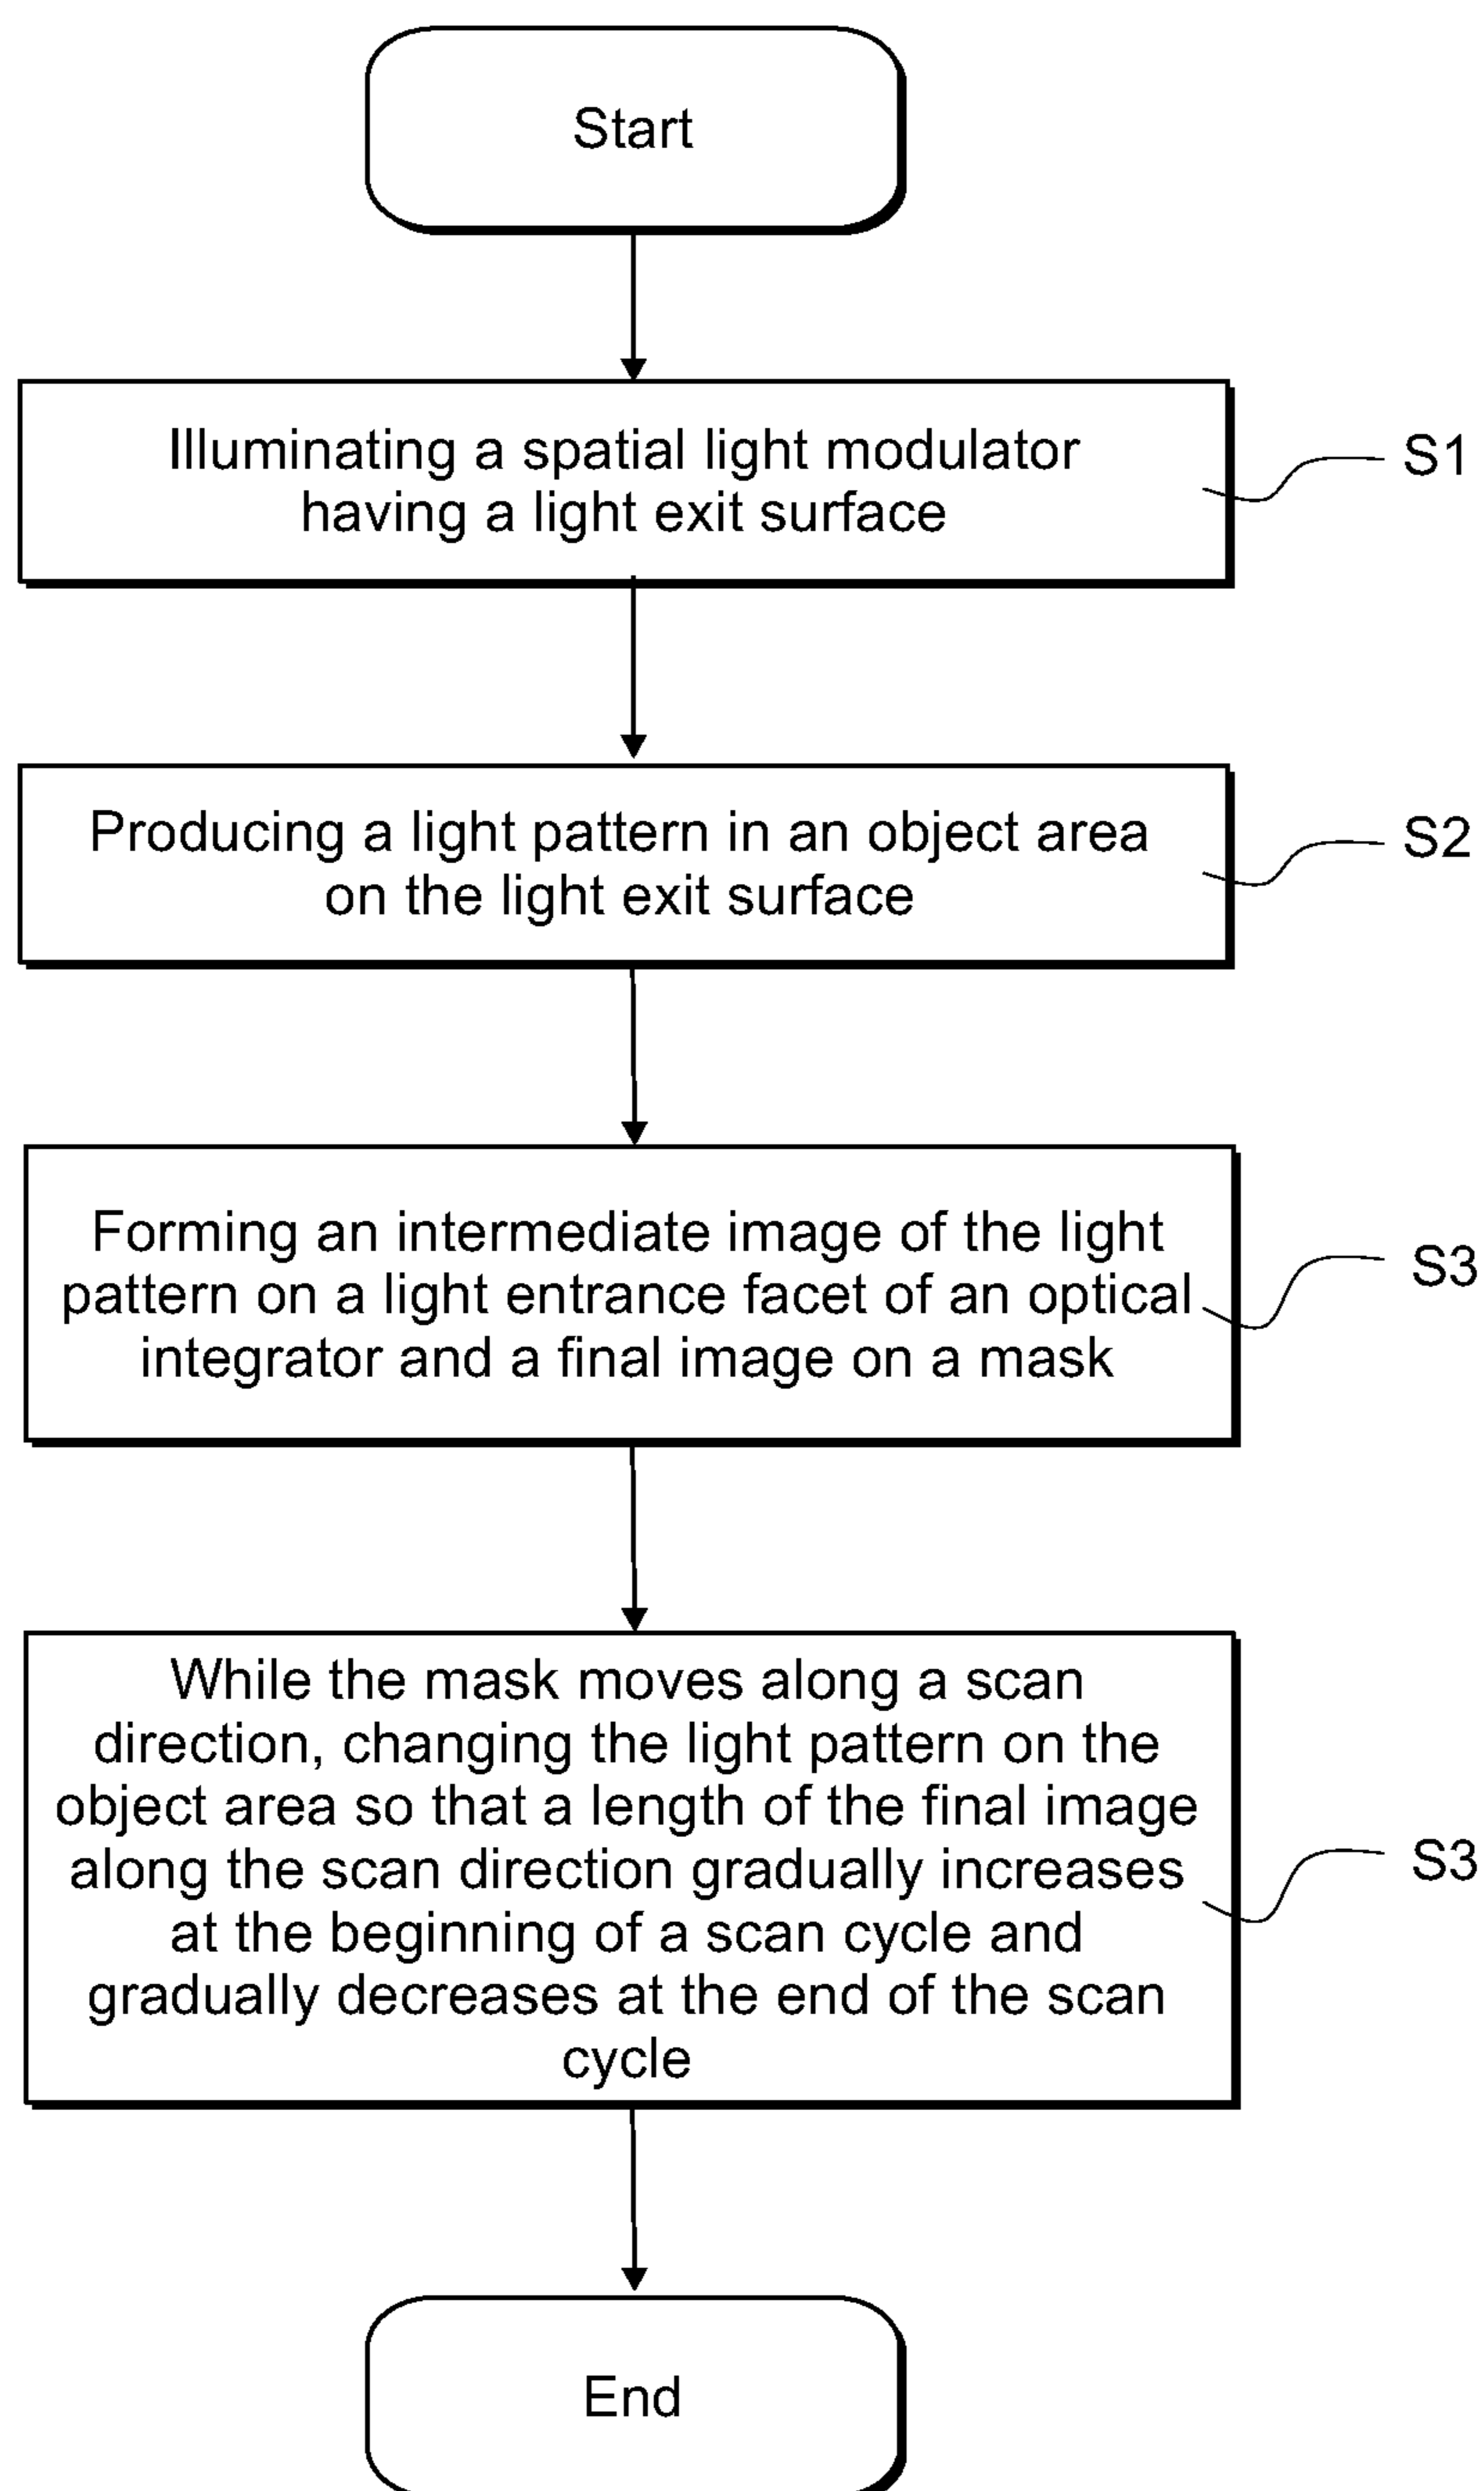 Start
Illuminating a spatial light modulator
having a light exit surface
S1
Producing a light pattern in an object area
on the light exit surface
S2
Forming an intermediate image of the light
pattern on a light entrance facet of an optical
integrator and a final image on a mask
S3
While the mask moves along a scan
direction, changing the light pattern on the
object area so that a length of the final image
along the scan direction gradually increases
at the beginning of a scan cycle and
gradually decreases at the end of the scan
cycle
S3
End